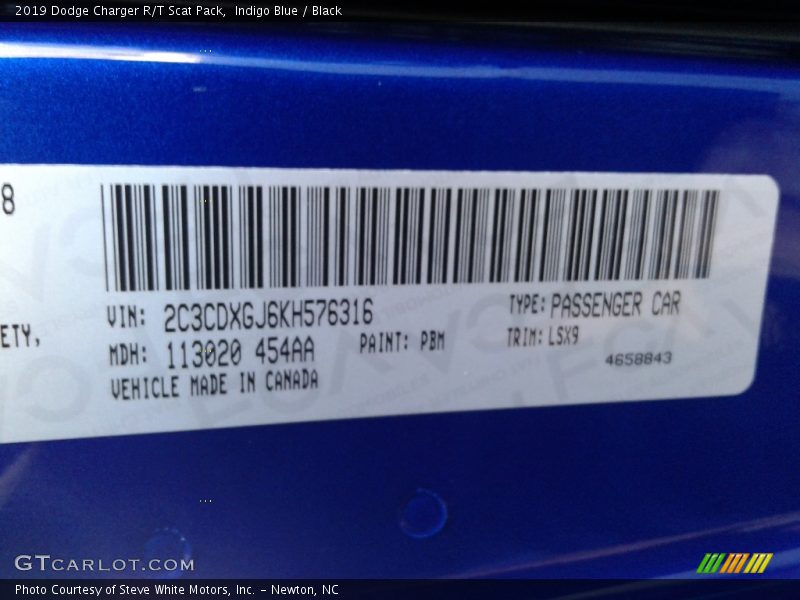 2019 Dodge Charger R/T Scat Pack, Indigo Blue / Black
8
ETY,
VIN: 2C3CDXGJ6KH576316
TYPE: PASSENGER CAR
MDH: 113020 454AA
PAINT: PBM
TRIM: LSX9
VEHICLE MADE IN CANADA
4658843
GTCARLOT.COM
Photo Courtesy of Steve White Motors, Inc. – Newton, NC